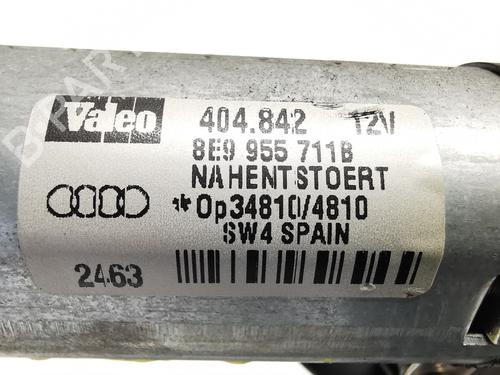 Valeo 404.842 12V
8E9 955 711B
NAHENTSTOERT
*Op34810/4810
SW4 SPAIN
2463